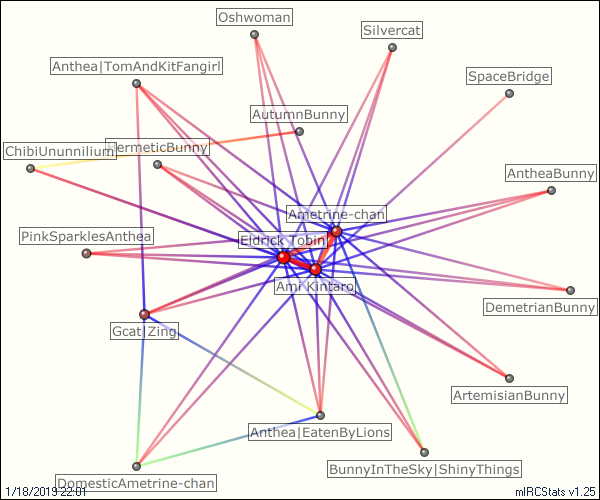 Oshwoman
Silvercat
Anthea|TomAndKitFangirl
SpaceBridge
AutumnBunny
ChibiUnunnilium
HermeticBunny
AntheaBunny
Ametrine-chan
PinkSparklesAnthea
Eldrick Tobin
Ami Kintaro
DemetrianBunny
Gcat|Zing
ArtemisianBunny
Anthea|EatenByLions
BunnyInTheSky|ShinyThings
DomesticAmetrine-chan
1/18/2019 22:01
mIRCStats v1.25